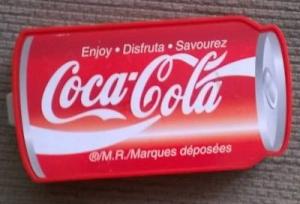 Enjoy • Disfruta • Savourez
Coca-Cola
®/M.R./Marques déposées